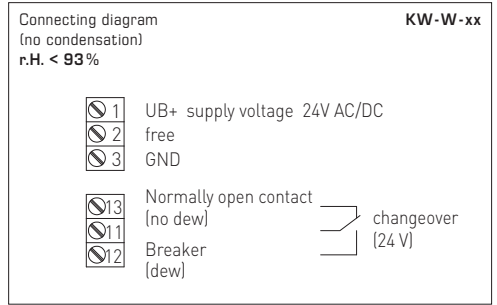 Connecting diagram KW-W-xx
(no condensation)
r.H. < 93%
1 UB+ supply voltage 24V AC/DC
2 free
3 GND
13 Normally open contact
(no dew)
11 changeover
(24 V)
12 Breaker
(dew)